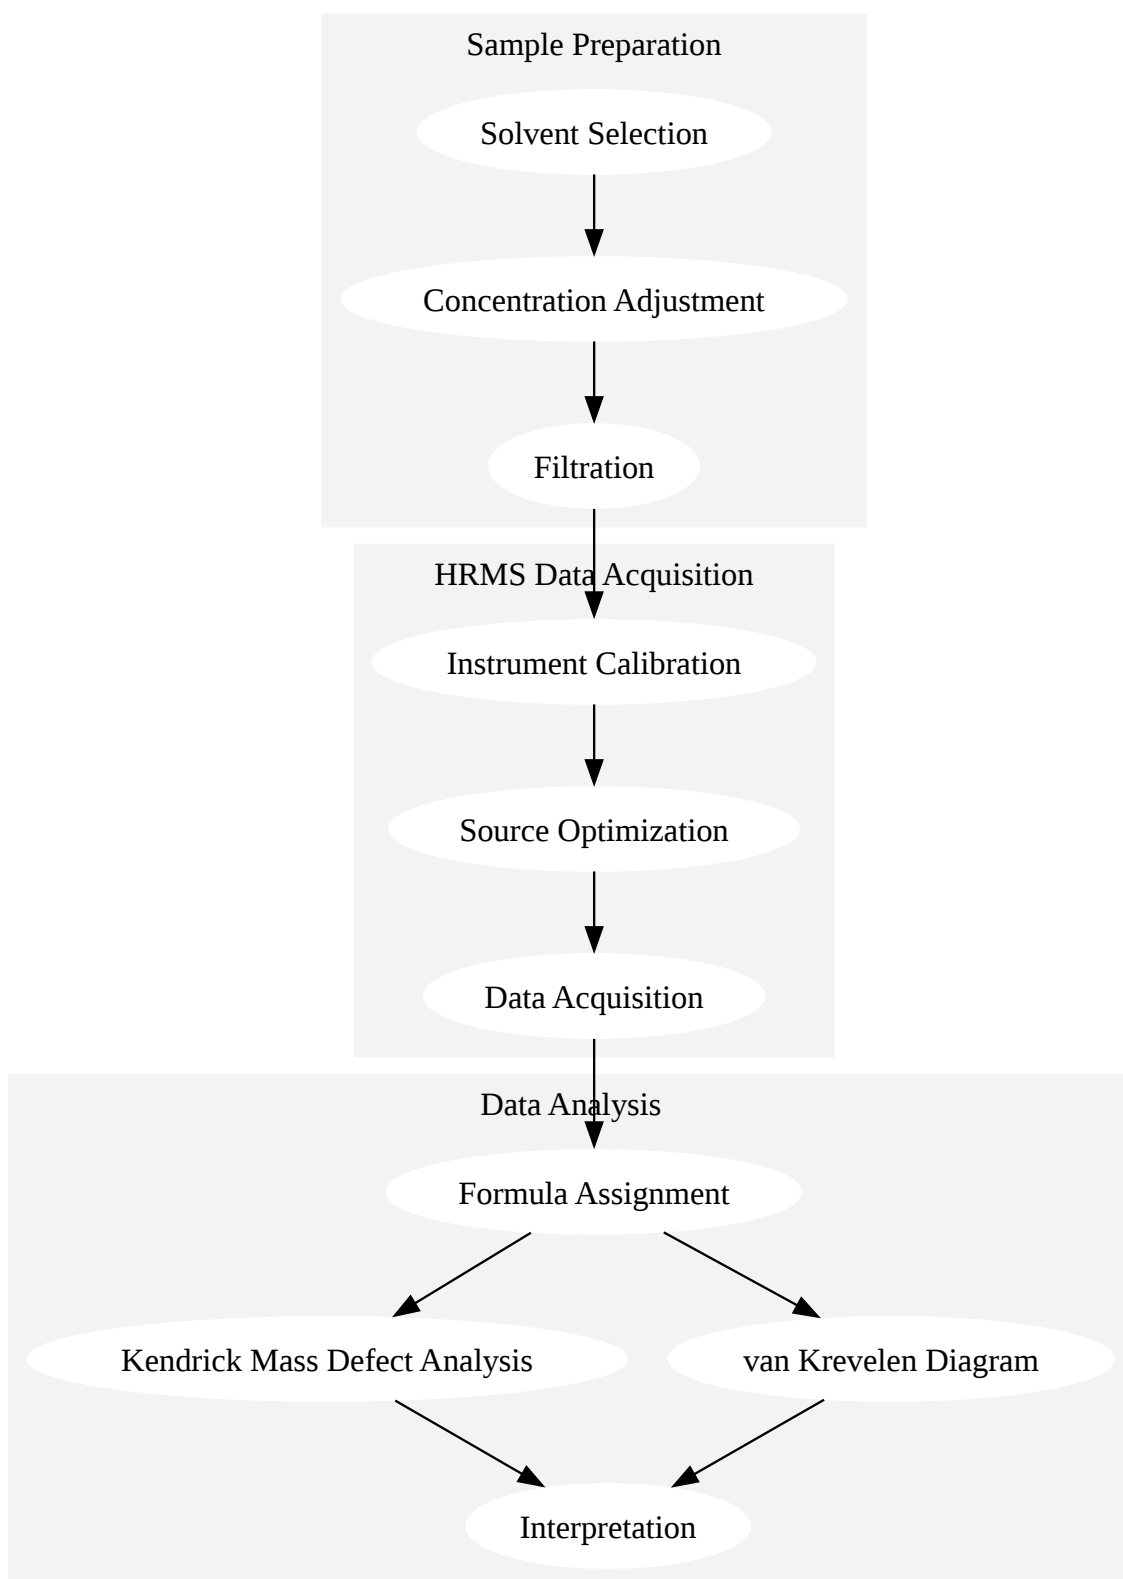 Sample Preparation
Solvent Selection
Concentration Adjustment
Filtration
HRMS Data Acquisition
Instrument Calibration
Source Optimization
Data Acquisition
Data Analysis
Formula Assignment
Kendrick Mass Defect Analysis
van Krevelen Diagram
Interpretation